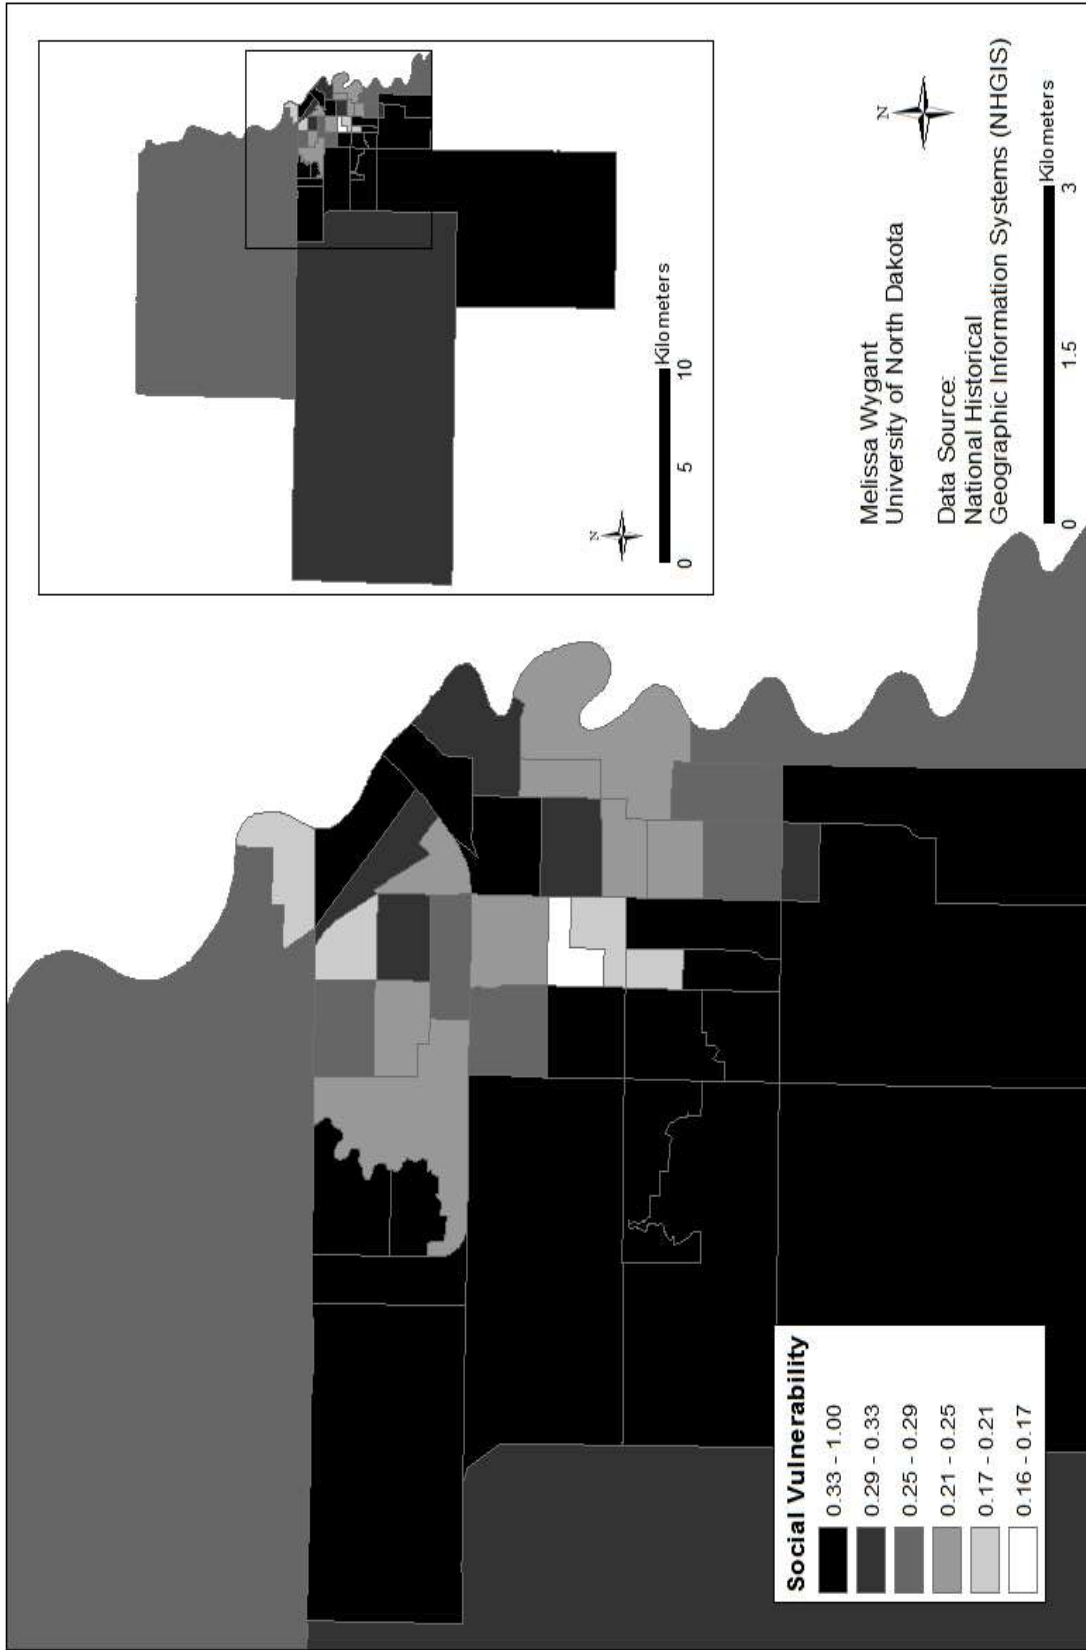 N
0
5
10
Kilometers
N
Melissa Wygant
University of North Dakota
Data Source:
National Historical
Geographic Information Systems (NHGIS)
0
1.5
3
Kilometers
Social Vulnerability
0.33 - 1.00
0.29 - 0.33
0.25 - 0.29
0.21 - 0.25
0.17 - 0.21
0.16 - 0.17